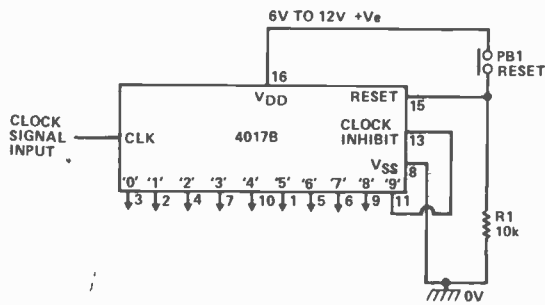 6V TO 12V +Ve
PB1
RESET
16
VDD
RESET
15
CLOCK
SIGNAL
INPUT
CLK
4017B
CLOCK
INHIBIT
13
VSS
8
'0' '1' '2' '3' '4' '5' '6' '7' '8' '9'
3 2 4 7 10 1 5 6 9 11
R1
10k
0V